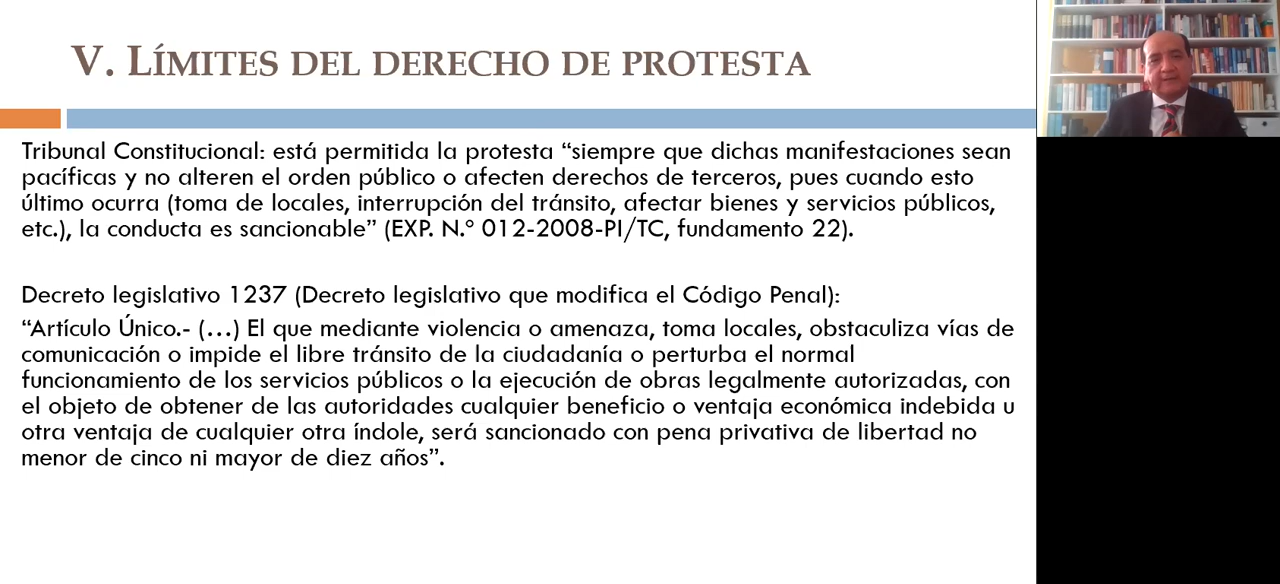 V. LÍMITES DEL DERECHO DE PROTESTA
Tribunal Constitucional: está permitida la protesta “siempre que dichas manifestaciones sean
pacíficas y no alteren el orden público o afecten derechos de terceros, pues cuando esto
último ocurra (toma de locales, interrupción del tránsito, afectar bienes y servicios públicos,
etc.), la conducta es sancionable” (EXP. N.° 012-2008-PI/TC, fundamento 22).
Decreto legislativo 1237 (Decreto legislativo que modifica el Código Penal):
“Artículo Único.- (…) El que mediante violencia o amenaza, toma locales, obstaculiza vías de
comunicación o impide el libre tránsito de la ciudadanía o perturba el normal
funcionamiento de los servicios públicos o la ejecución de obras legalmente autorizadas, con
el objeto de obtener de las autoridades cualquier beneficio o ventaja económica indebida u
otra ventaja de cualquier otra índole, será sancionado con pena privativa de libertad no
menor de cinco ni mayor de diez años”.